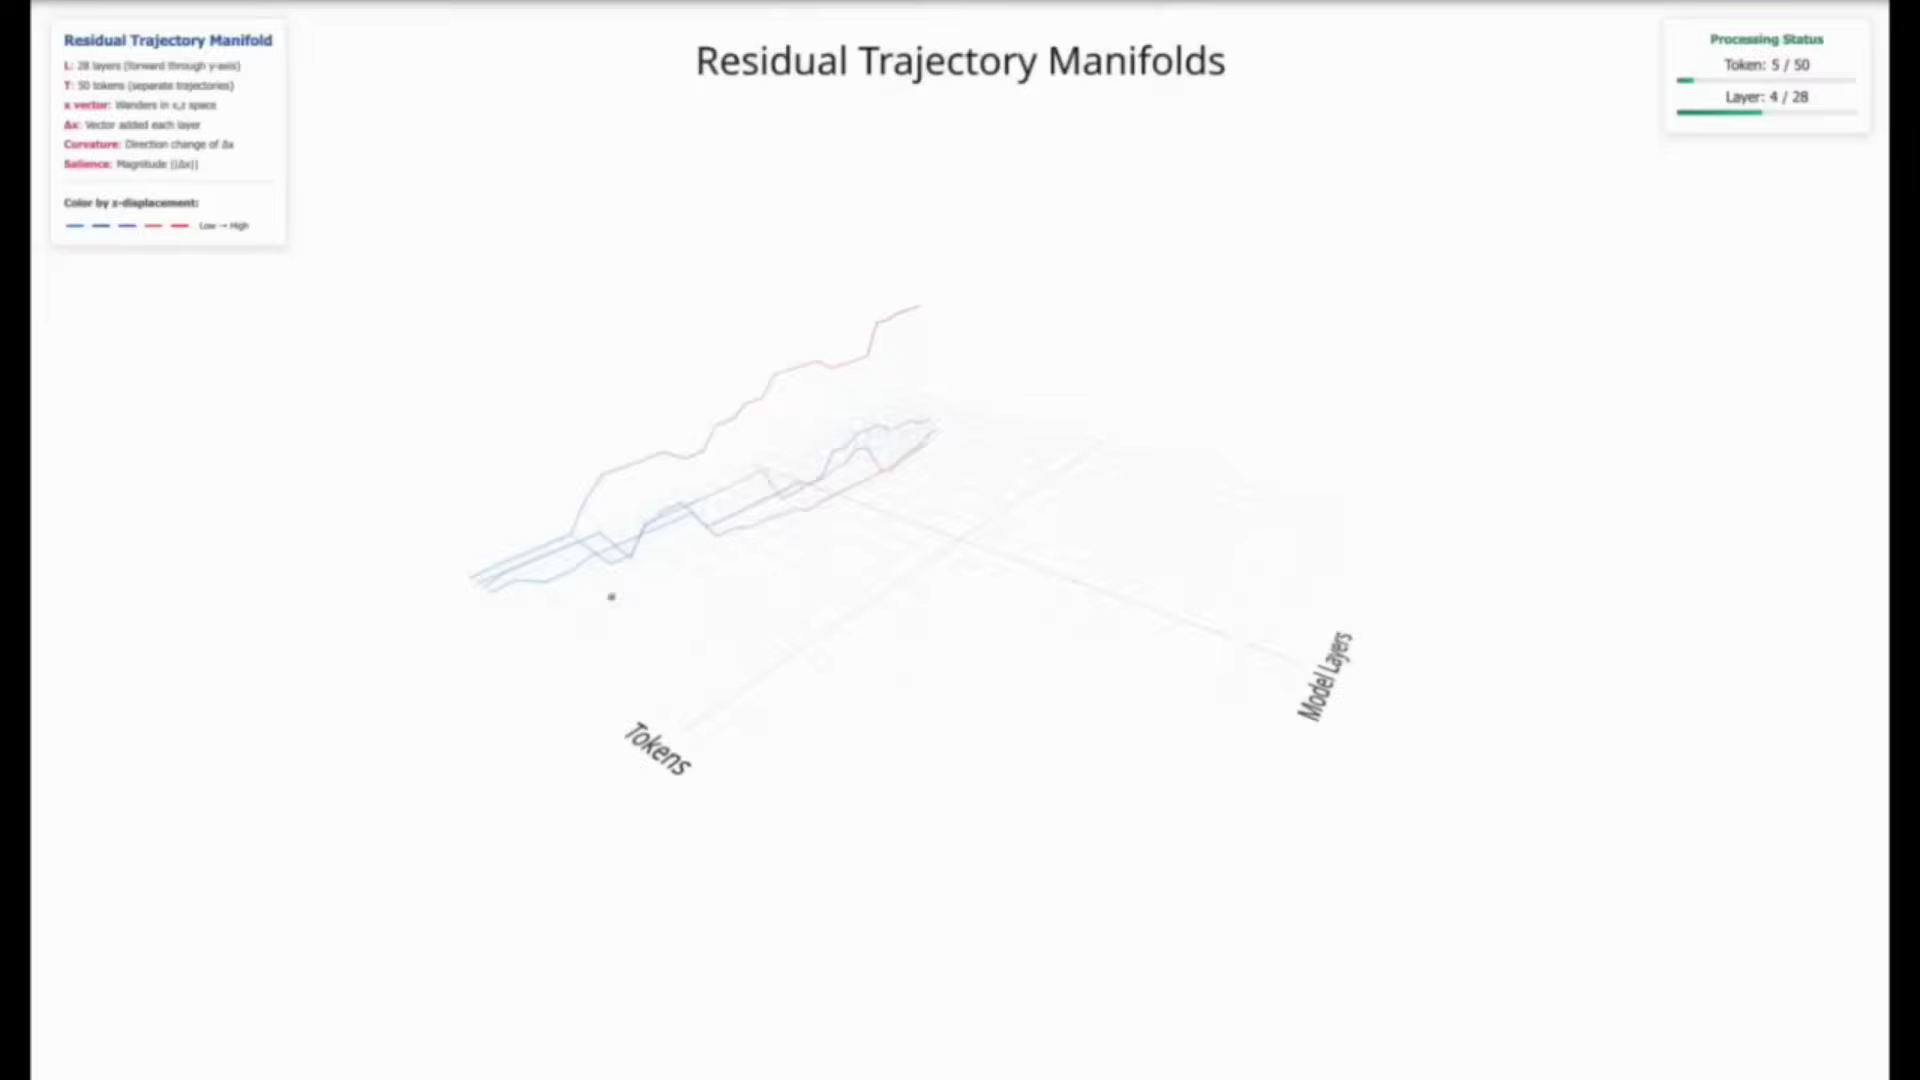 Residual Trajectory Manifolds
Residual Trajectory Manifold
L: 28 layers (forward through y-axis)
T: 50 tokens (separate trajectories)
x vector: Wanders in x,z space
Δx: Vector added each layer
Curvature: Direction change of Δx
Salience: Magnitude (|Δx|)
Color by z-displacement:
Low → High
Processing Status
Token: 5 / 50
Layer: 4 / 28
Tokens
Model Layers